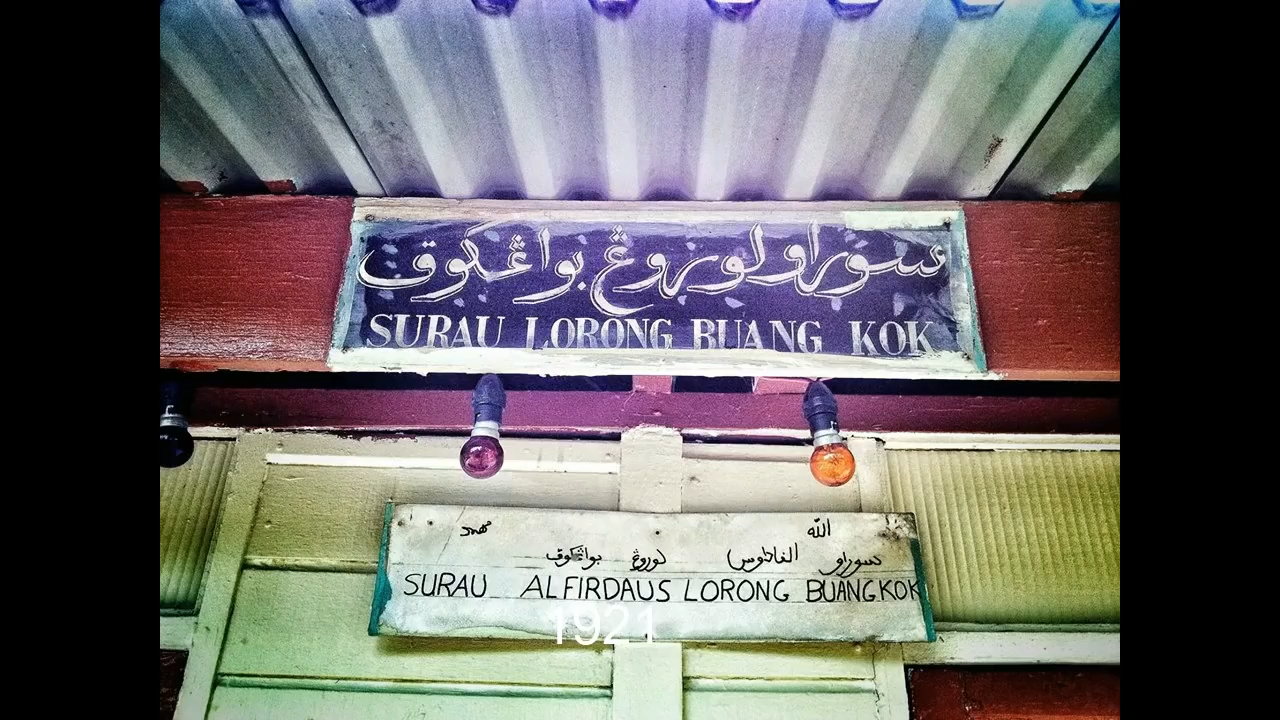 سوراو لوروڠ بواڠكوق
SURAU LORONG BUANG KOK
الله محمد
سوراو الفردوس لوروڠ بواڠكوق
SURAU ALFIRDAUS LORONG BUANGKOK
1921